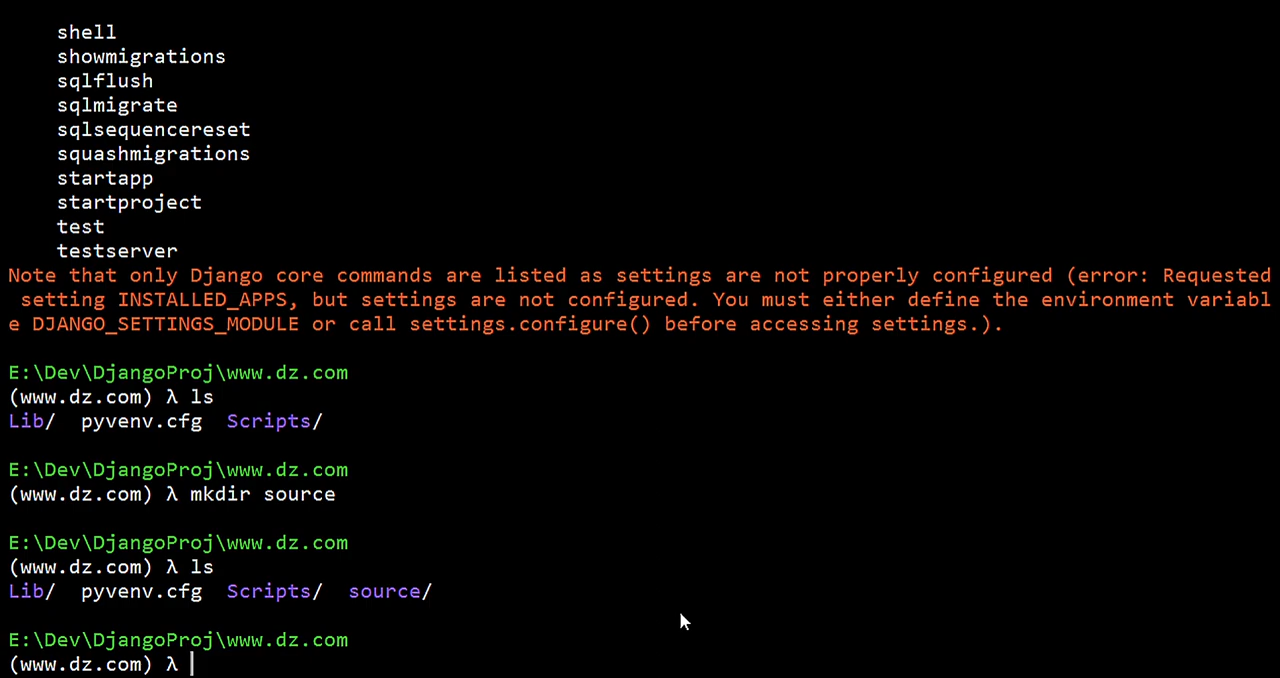 shell
showmigrations
sqlflush
sqlmigrate
sqlsequencereset
squashmigrations
startapp
startproject
test
testserver
Note that only Django core commands are listed as settings are not properly configured (error: Requested
setting INSTALLED_APPS, but settings are not configured. You must either define the environment variabl
e DJANGO_SETTINGS_MODULE or call settings.configure() before accessing settings.).
E:\Dev\DjangoProj\www.dz.com
(www.dz.com) λ ls
Lib/  pyvenv.cfg  Scripts/
E:\Dev\DjangoProj\www.dz.com
(www.dz.com) λ mkdir source
E:\Dev\DjangoProj\www.dz.com
(www.dz.com) λ ls
Lib/  pyvenv.cfg  Scripts/  source/
E:\Dev\DjangoProj\www.dz.com
(www.dz.com) λ